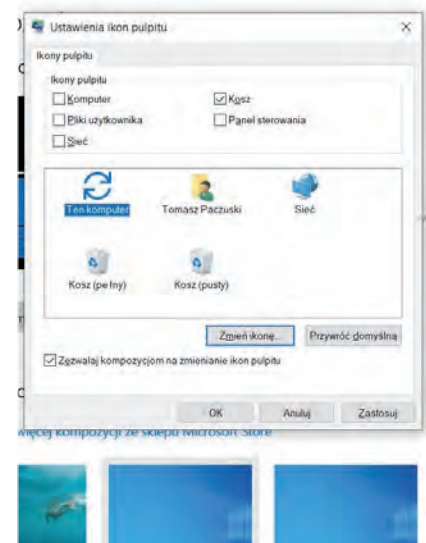 Ustawienia ikon pulpitu
Ikony pulpitu
Ikony pulpitu
Komputer
Kosz
Pliki użytkownika
Panel sterowania
Sieć
Ten komputer
Tomasz Paczuski
Sieć
Kosz (pełny)
Kosz (pusty)
Zmień ikonę...
Przywróć domyślną
Zezwalaj kompozycjom na zmienianie ikon pulpitu
OK
Anuluj
Zastosuj
więcej kompozycji ze sklepu Microsoft Store